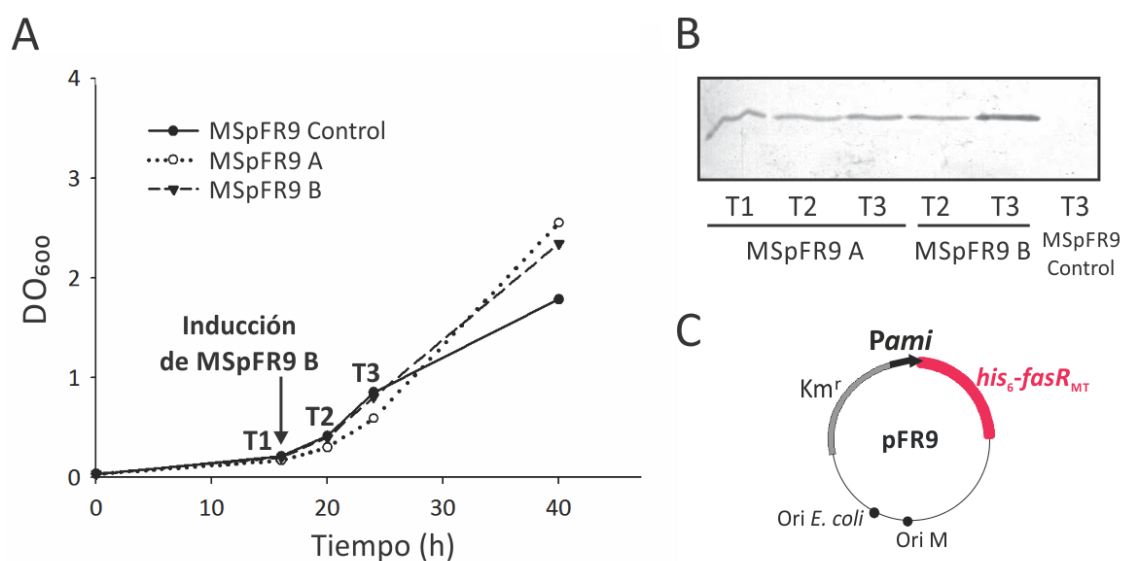 A
4
3
2
1
0
DO₆₀₀
MSpFR9 Control
MSpFR9 A
MSpFR9 B
Inducción
de MSpFR9 B
T1
T2
T3
0 10 20 30 40
Tiempo (h)
B
T1 T2 T3 T2 T3 T3
MSpFR9 A MSpFR9 B MSpFR9
Control
C
Pami
his₆-fasR_MT
Kmʳ
pFR9
Ori E. coli
Ori M